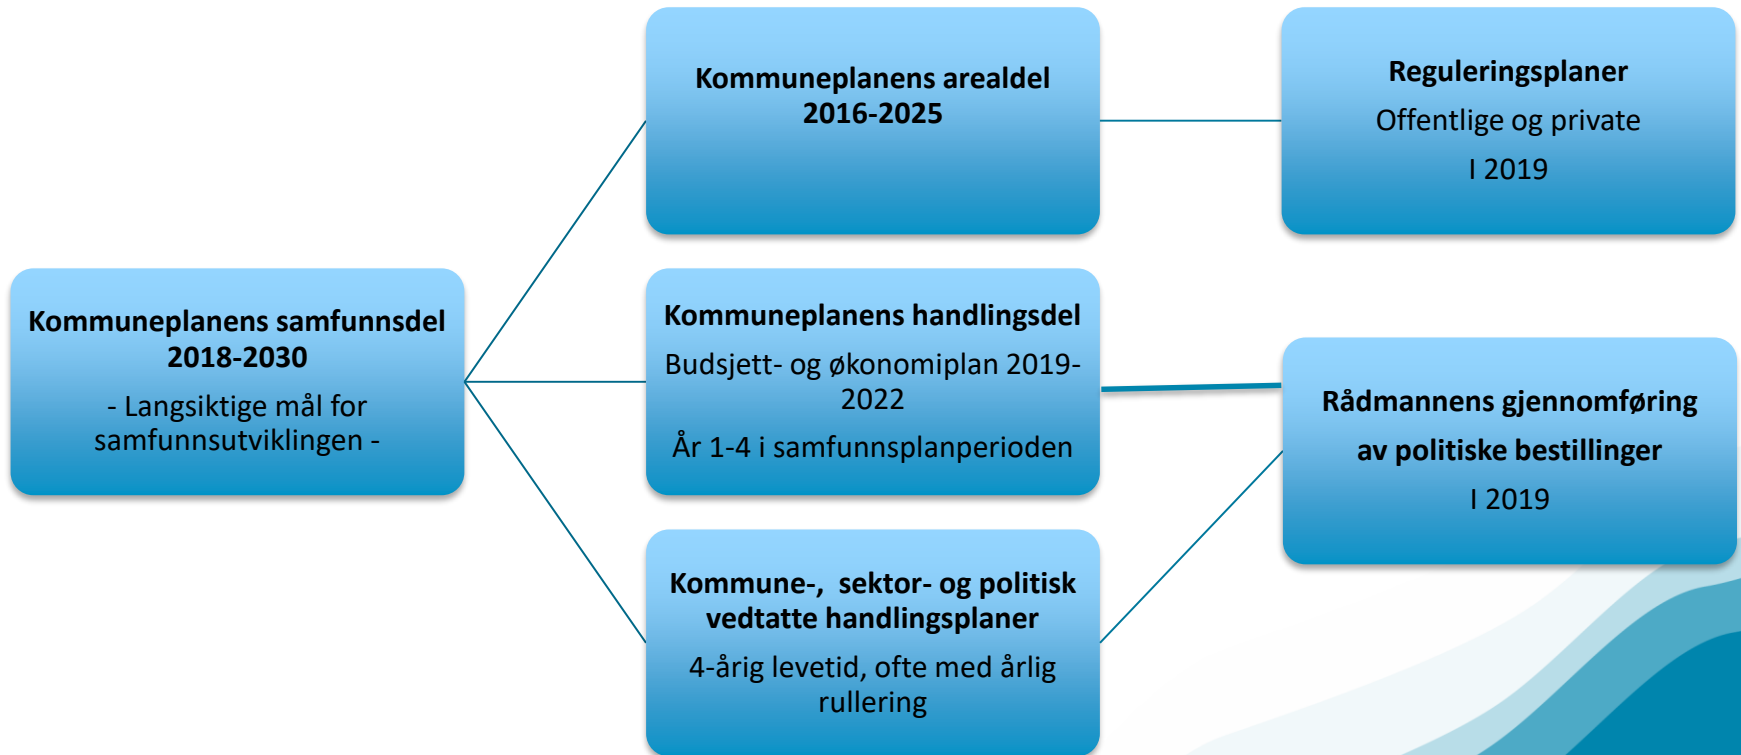 Kommuneplanens samfunnsdel
2018-2030
- Langsiktige mål for
samfunnsutviklingen -
Kommuneplanens arealdel
2016-2025
Kommuneplanens handlingsdel
Budsjett- og økonomiplan 2019-
2022
År 1-4 i samfunnsplanperioden
Kommune-, sektor- og politisk
vedtatte handlingsplaner
4-årig levetid, ofte med årlig
rullering
Reguleringsplaner
Offentlige og private
I 2019
Rådmannens gjennomføring
av politiske bestillinger
I 2019